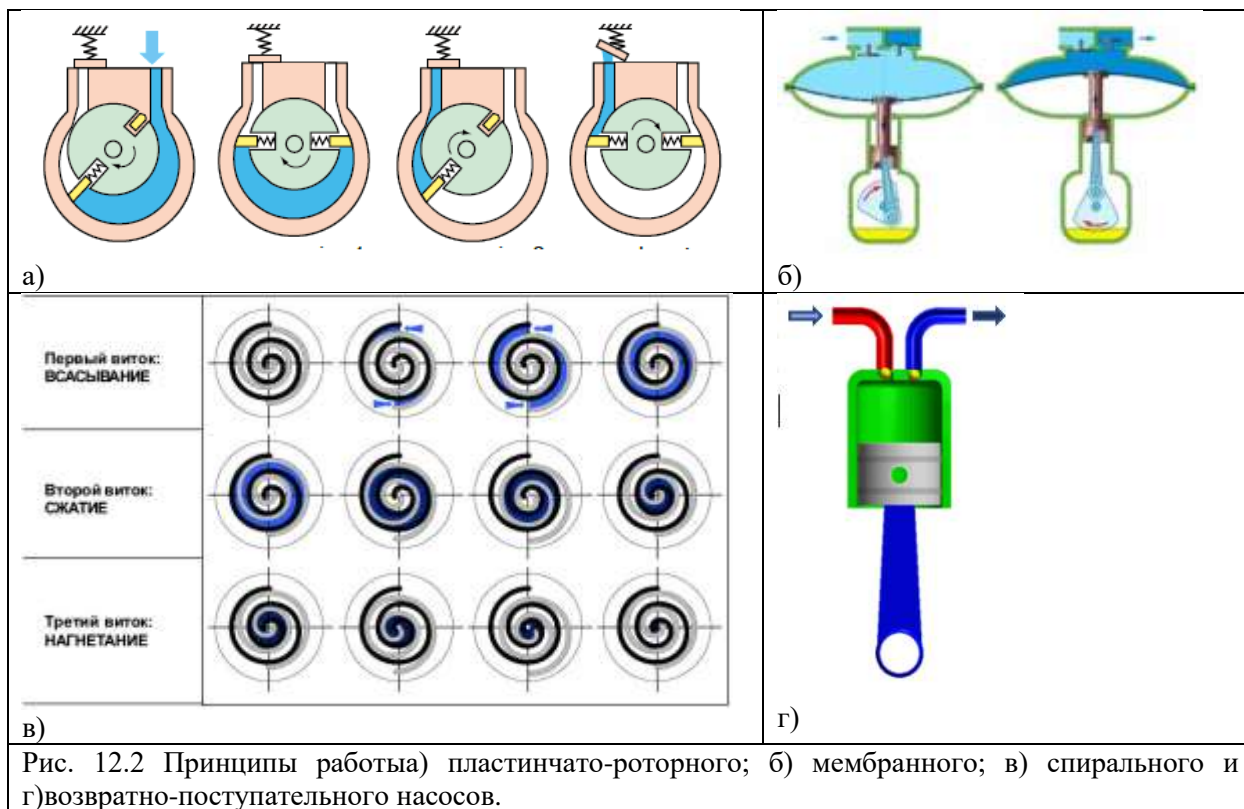 а)
б)
Первый виток:
ВСАСЫВАНИЕ
Второй виток:
СЖАТИЕ
Третий виток:
НАГНЕТАНИЕ
в)
г)
Рис. 12.2 Принципы работыа) пластинчато-роторного; б) мембранного; в) спирального и
г)возвратно-поступательного насосов.